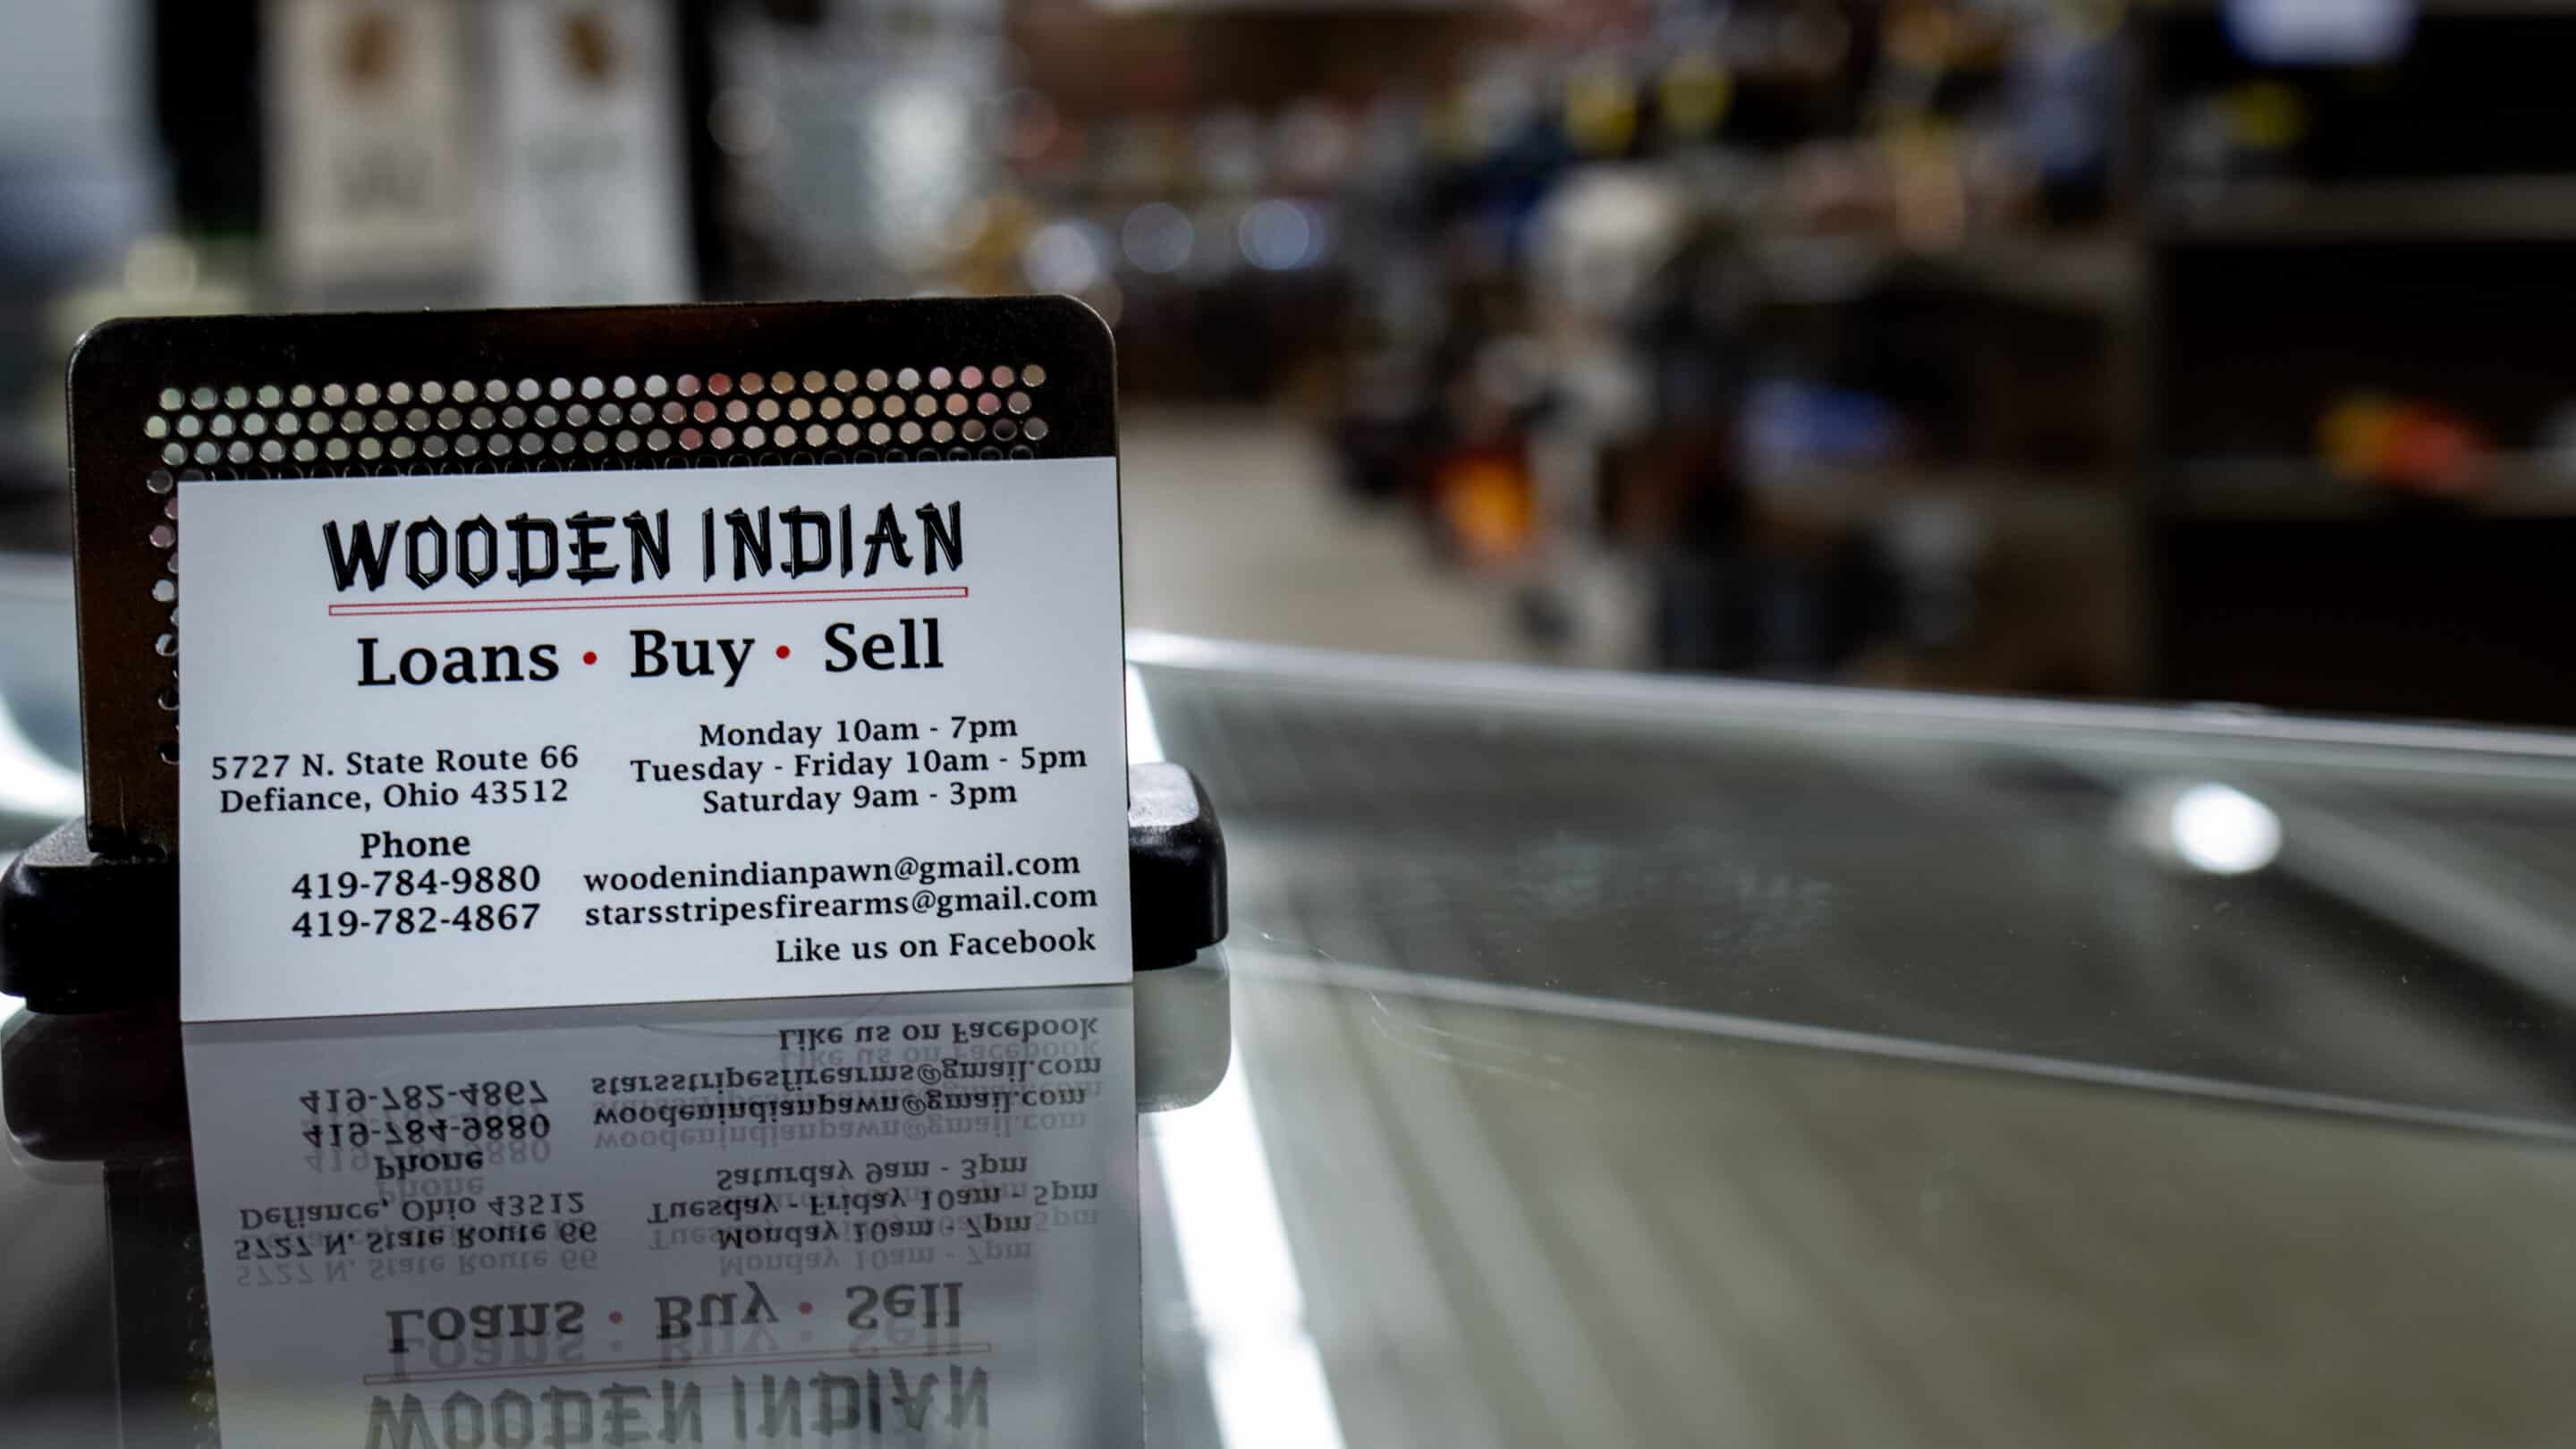 WOODEN INDIAN
Loans • Buy • Sell
5727 N. State Route 66
Defiance, Ohio 43512
Phone
419-784-9880
419-782-4867
Monday 10am - 7pm
Tuesday - Friday 10am - 5pm
Saturday 9am - 3pm
woodenindianpawn@gmail.com
starsstripesfirearms@gmail.com
Like us on Facebook